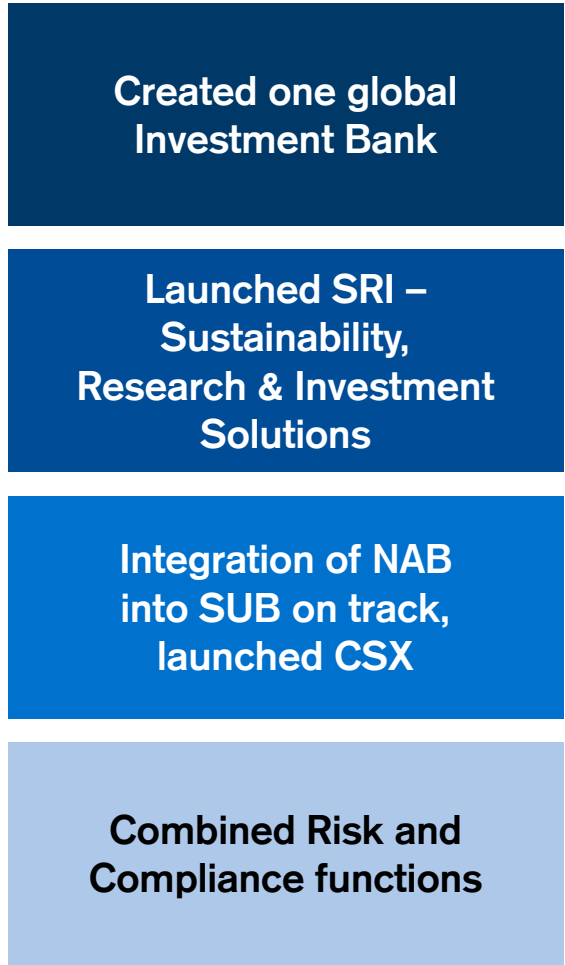 Created one global
Investment Bank
Launched SRI –
Sustainability,
Research & Investment
Solutions
Integration of NAB
into SUB on track,
launched CSX
Combined Risk and
Compliance functions